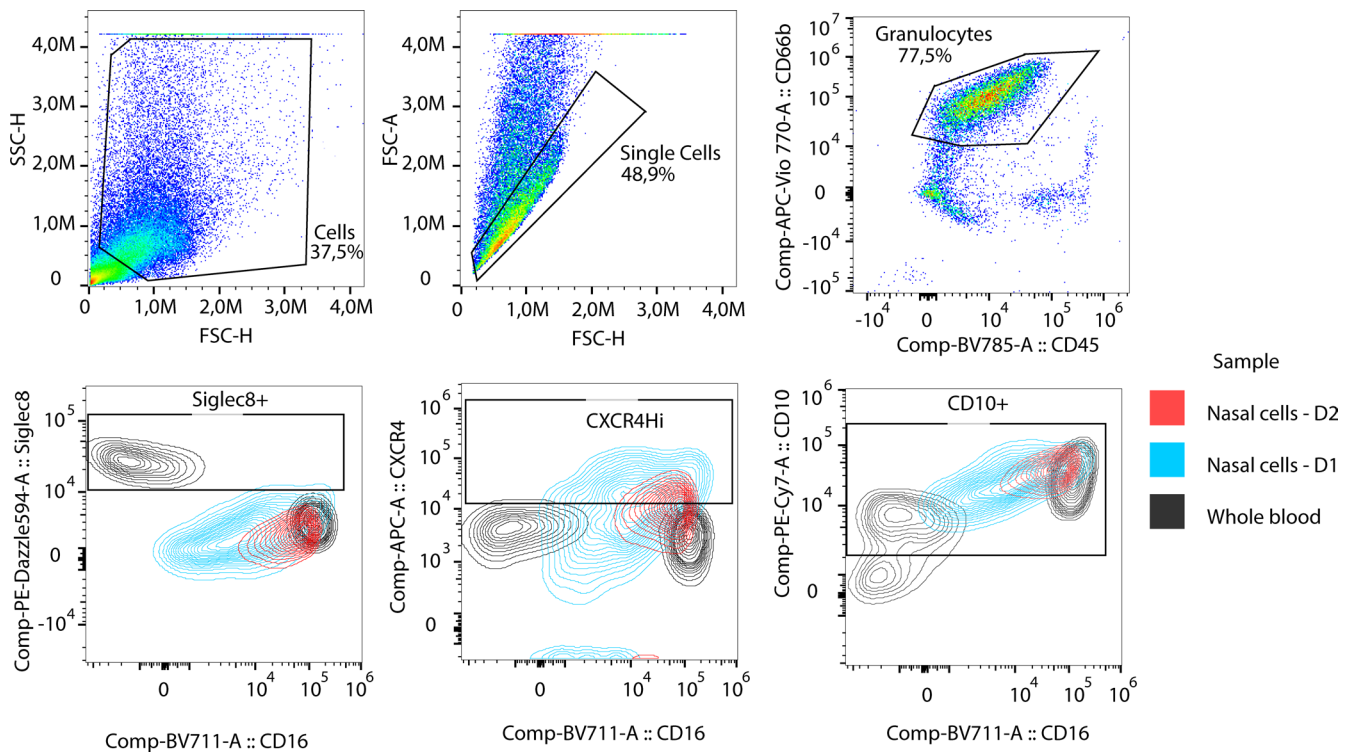 4,0M
3,0M
2,0M
1,0M
0
SSC-H
Cells
37,5%
0
1,0M
2,0M
3,0M
4,0M
FSC-H
4,0M
3,0M
2,0M
1,0M
0
FSC-A
Single Cells
48,9%
0
1,0M
2,0M
3,0M
4,0M
FSC-H
10^7
10^6
10^5
10^4
0
-10^4
-10^5
Comp-APC-Vio 770-A :: CD66b
Granulocytes
77,5%
-10^4
0
10^4
10^5
10^6
Comp-BV785-A :: CD45
10^5
10^4
0
-10^4
Comp-PE-Dazzle594-A :: Siglec8
Siglec8+
0
10^4
10^5
10^6
Comp-BV711-A :: CD16
10^6
10^5
10^4
10^3
0
Comp-APC-A :: CXCR4
CXCR4Hi
0
10^4
10^5
10^6
Comp-BV711-A :: CD16
10^6
10^5
10^4
0
Comp-PE-Cy7-A :: CD10
CD10+
0
10^4
10^5
10^6
Comp-BV711-A :: CD16
Sample
Nasal cells - D2
Nasal cells - D1
Whole blood